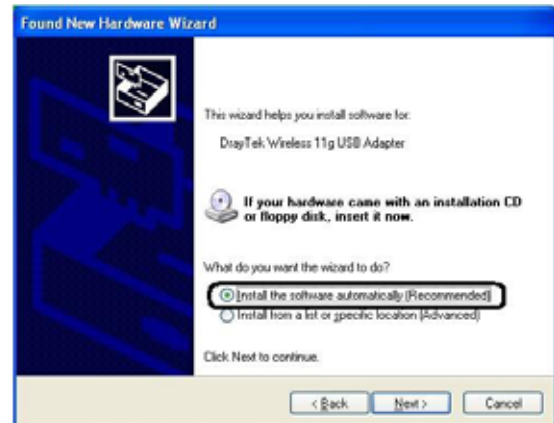 Found New Hardware Wizard
This wizard helps you install software for:
DrayTek Wireless 11g USB Adapter
If your hardware came with an installation CD
or floppy disk, insert it now.
What do you want the wizard to do?
Install the software automatically (Recommended)
Install from a list or specific location (Advanced)
Click Next to continue.
< Back
Next >
Cancel